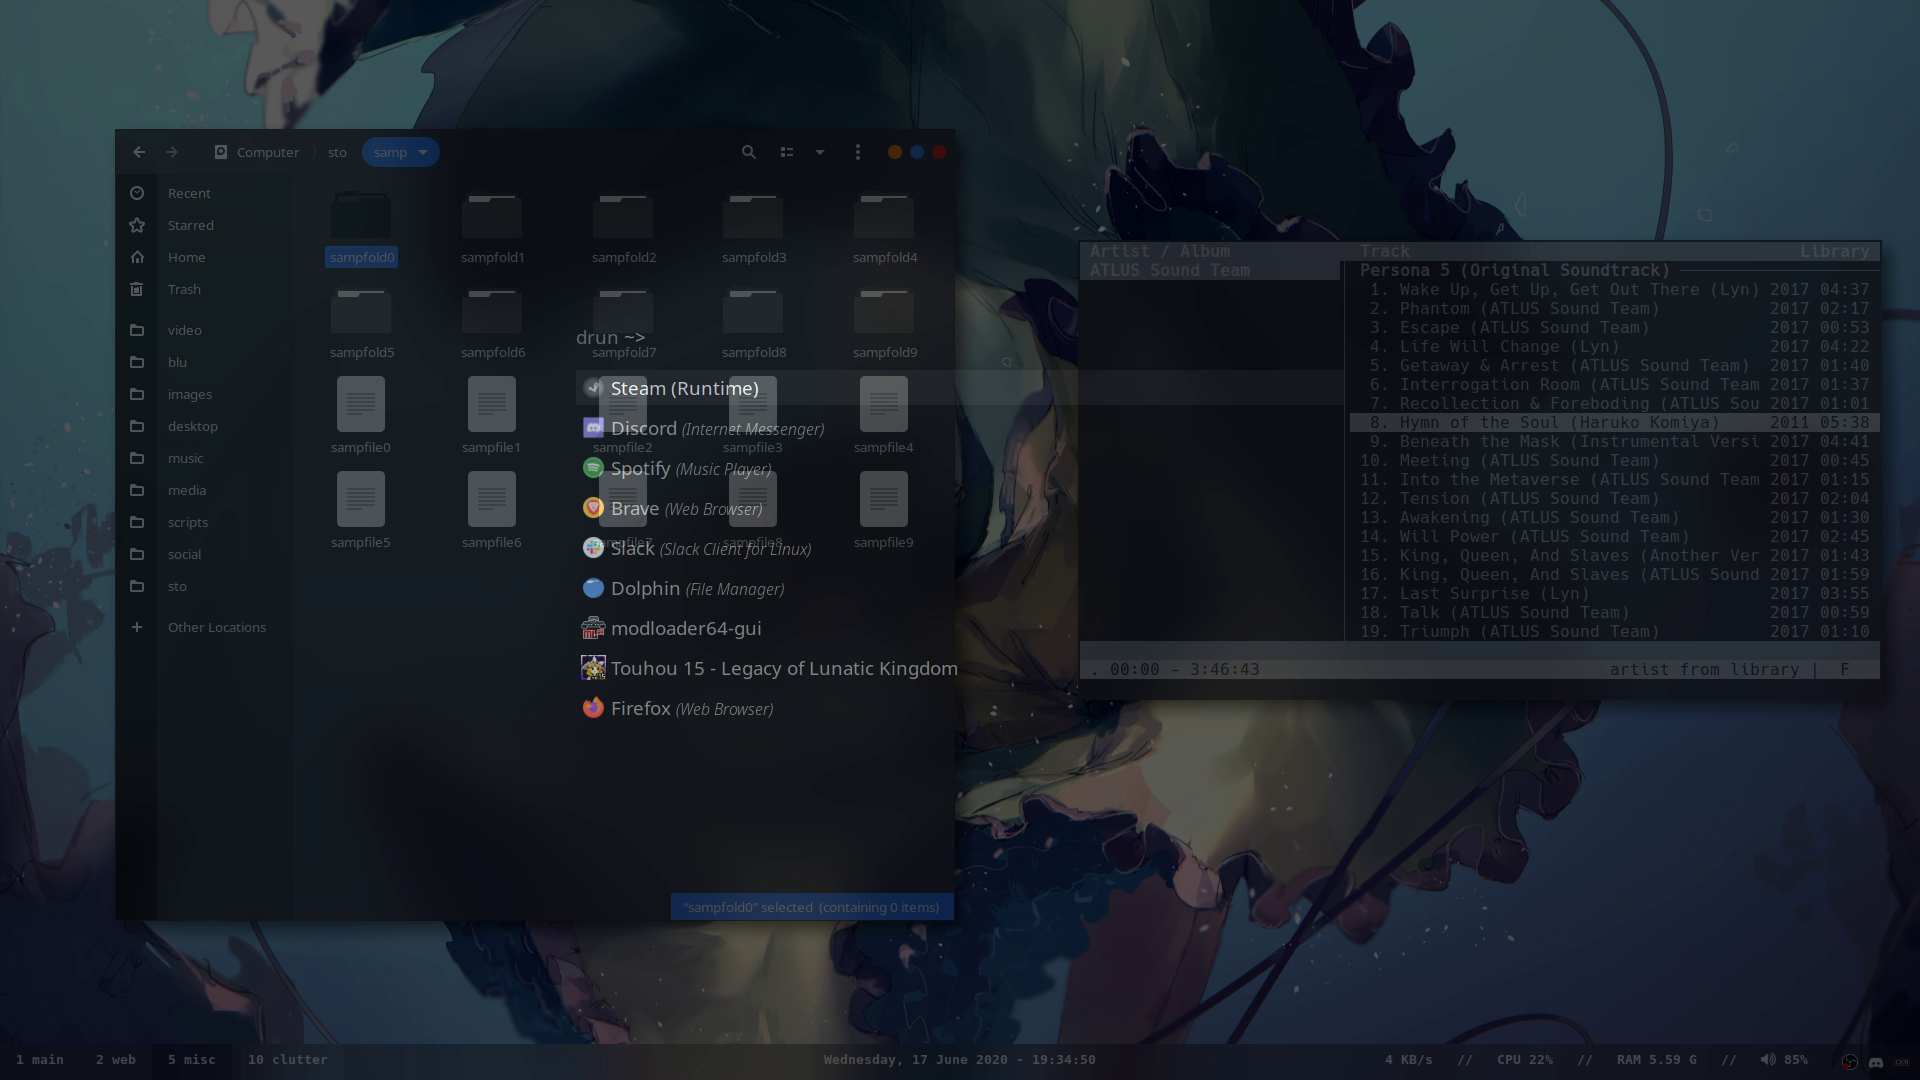 Computer sto samp
Recent
Starred
Home
Trash
video
blu
images
desktop
music
media
scripts
social
sto
Other Locations
sampfold0 sampfold1 sampfold2 sampfold3 sampfold4
sampfold5 sampfold6 sampfold7 sampfold8 sampfold9
sampfile0 sampfile1 sampfile2 sampfile3 sampfile4
sampfile5 sampfile6 sampfile7 sampfile8 sampfile9
"sampfold0" selected (containing 0 items)
drun ~>
Steam (Runtime)
Discord (Internet Messenger)
Spotify (Music Player)
Brave (Web Browser)
Slack (Slack Client for Linux)
Dolphin (File Manager)
modloader64-gui
Touhou 15 - Legacy of Lunatic Kingdom
Firefox (Web Browser)
Artist / Album Track Library
ATLUS Sound Team Persona 5 (Original Soundtrack)
1. Wake Up, Get Up, Get Out There (Lyn) 2017 04:37
2. Phantom (ATLUS Sound Team) 2017 02:17
3. Escape (ATLUS Sound Team) 2017 00:53
4. Life Will Change (Lyn) 2017 04:22
5. Getaway & Arrest (ATLUS Sound Team) 2017 01:40
6. Interrogation Room (ATLUS Sound Team 2017 01:37
7. Recollection & Foreboding (ATLUS Sou 2017 01:01
8. Hymn of the Soul (Haruko Komiya) 2011 05:38
9. Beneath the Mask (Instrumental Versi 2017 04:41
10. Meeting (ATLUS Sound Team) 2017 00:45
11. Into the Metaverse (ATLUS Sound Team 2017 01:15
12. Tension (ATLUS Sound Team) 2017 02:04
13. Awakening (ATLUS Sound Team) 2017 01:30
14. Will Power (ATLUS Sound Team) 2017 02:45
15. King, Queen, And Slaves (Another Ver 2017 01:43
16. King, Queen, And Slaves (ATLUS Sound 2017 01:59
17. Last Surprise (Lyn) 2017 03:55
18. Talk (ATLUS Sound Team) 2017 00:59
19. Triumph (ATLUS Sound Team) 2017 01:10
. 00:00 - 3:46:43 artist from library | F
1 main 2 web 5 misc 10 clutter Wednesday, 17 June 2020 - 19:34:50 4 KB/s // CPU 22% // RAM 5.59 G // 85%